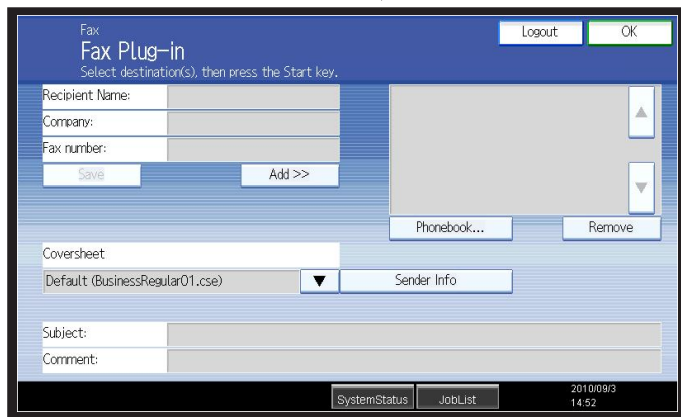 Fax
Fax Plug-in
Select destination(s), then press the Start key.
Logout
OK
Recipient Name:
Company:
Fax number:
Save
Add >>
Phonebook...
Remove
Coversheet
Default (BusinessRegular01.cse)
Sender Info
Subject:
Comment:
SystemStatus
JobList
2010/09/3
14:52